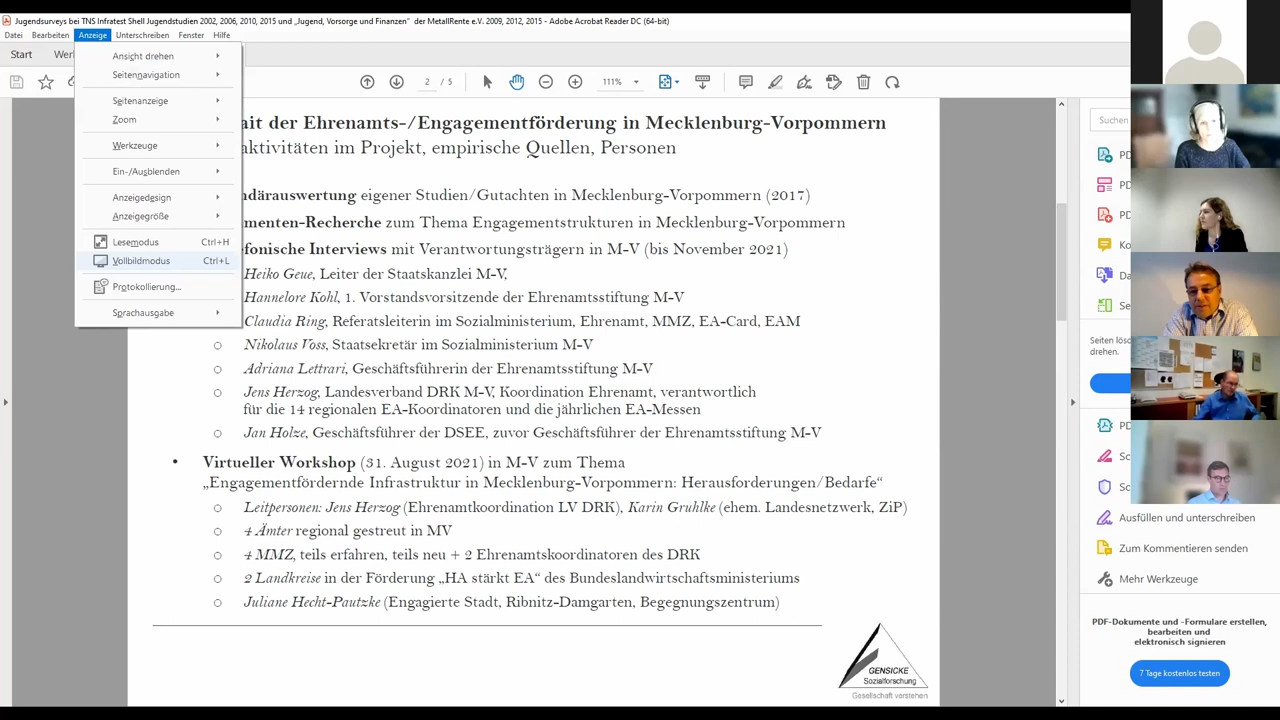 Jugendsurveys bei TNS Infratest Shell Jugendstudien 2002, 2006, 2010, 2015 und „Jugend, Vorsorge und Finanzen“ der MetallRente e.V. 2009, 2012, 2015 - Adobe Acrobat Reader DC (64-bit)
Datei Bearbeiten Anzeige Unterschreiben Fenster Hilfe
Start
2 / 5
111%
Ansicht drehen
Seitennavigation
Seitenanzeige
Zoom
Werkzeuge
Ein-/Ausblenden
Anzeigedesign
Anzeigegröße
Lesemodus Ctrl+H
Vollbildmodus Ctrl+L
Protokollierung...
Sprachausgabe
ait der Ehrenamts-/Engagementförderung in Mecklenburg-Vorpommern
aktivitäten im Projekt, empirische Quellen, Personen
ndärauswertung eigener Studien/Gutachten in Mecklenburg-Vorpommern (2017)
menten-Recherche zum Thema Engagementstrukturen in Mecklenburg-Vorpommern
efonische Interviews mit Verantwortungsträgern in M-V (bis November 2021)
Heiko Geue, Leiter der Staatskanzlei M-V,
Hannelore Kohl, 1. Vorstandsvorsitzende der Ehrenamtsstiftung M-V
Claudia Ring, Referatsleiterin im Sozialministerium, Ehrenamt, MMZ, EA-Card, EAM
○ Nikolaus Voss, Staatsekretär im Sozialministerium M-V
○ Adriana Lettrari, Geschäftsführerin der Ehrenamtsstiftung M-V
○ Jens Herzog, Landesverband DRK M-V, Koordination Ehrenamt, verantwortlich
für die 14 regionalen EA-Koordinatoren und die jährlichen EA-Messen
○ Jan Holze, Geschäftsführer der DSEE, zuvor Geschäftsführer der Ehrenamtsstiftung M-V
• Virtueller Workshop (31. August 2021) in M-V zum Thema
„Engagementfördernde Infrastruktur in Mecklenburg-Vorpommern: Herausforderungen/Bedarfe“
○ Leitpersonen: Jens Herzog (Ehrenamtkoordination LV DRK), Karin Gruhlke (ehem. Landesnetzwerk, ZiP)
○ 4 Ämter regional gestreut in MV
○ 4 MMZ, teils erfahren, teils neu + 2 Ehrenamtskoordinatoren des DRK
○ 2 Landkreise in der Förderung „HA stärkt EA“ des Bundeslandwirtschaftsministeriums
○ Juliane Hecht-Pautzke (Engagierte Stadt, Ribnitz-Damgarten, Begegnungszentrum)
GENSICKE
Sozialforschung
Gesellschaft verstehen
Suchen
Seiten lösc
drehen.
Ausfüllen und unterschreiben
Zum Kommentieren senden
Mehr Werkzeuge
PDF-Dokumente und -Formulare erstellen,
bearbeiten und
elektronisch signieren
7 Tage kostenlos testen